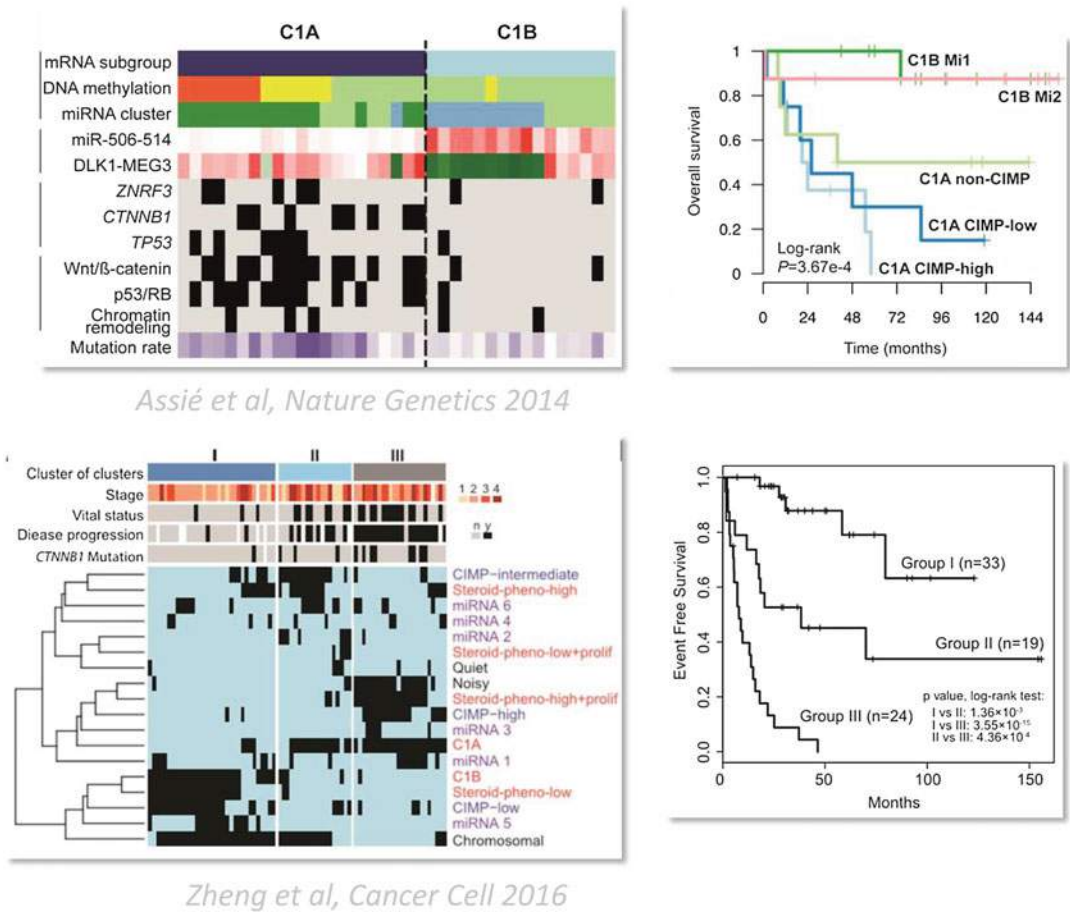 C1A C1B
mRNA subgroup
DNA methylation
miRNA cluster
miR-506-514
DLK1-MEG3
ZNRF3
CTNNB1
TP53
Wnt/ß-catenin
p53/RB
Chromatin
remodeling
Mutation rate
Overall survival
1
0.8
0.6
0.4
0.2
0
C1B Mi1
C1B Mi2
C1A non-CIMP
C1A CIMP-low
C1A CIMP-high
Log-rank
P=3.67e-4
0 24 48 72 96 120 144
Time (months)
Assié et al, Nature Genetics 2014
I II III
Cluster of clusters
Stage
Vital status
Disease progression
CTNNB1 Mutation
1 2 3 4
n y
CIMP-intermediate
Steroid-pheno-high
miRNA 6
miRNA 4
miRNA 2
Steroid-pheno-low+prolif
Quiet
Noisy
Steroid-pheno-high+prolif
CIMP-high
miRNA 3
C1A
miRNA 1
C1B
Steroid-pheno-low
CIMP-low
miRNA 5
Chromosomal
Event Free Survival
1.0
0.8
0.6
0.4
0.2
0.0
Group I (n=33)
Group II (n=19)
Group III (n=24)
p value, log-rank test:
I vs II: 1.36×10⁻³
I vs III: 3.55×10⁻¹⁵
II vs III: 4.36×10⁻⁴
0 50 100 150
Months
Zheng et al, Cancer Cell 2016